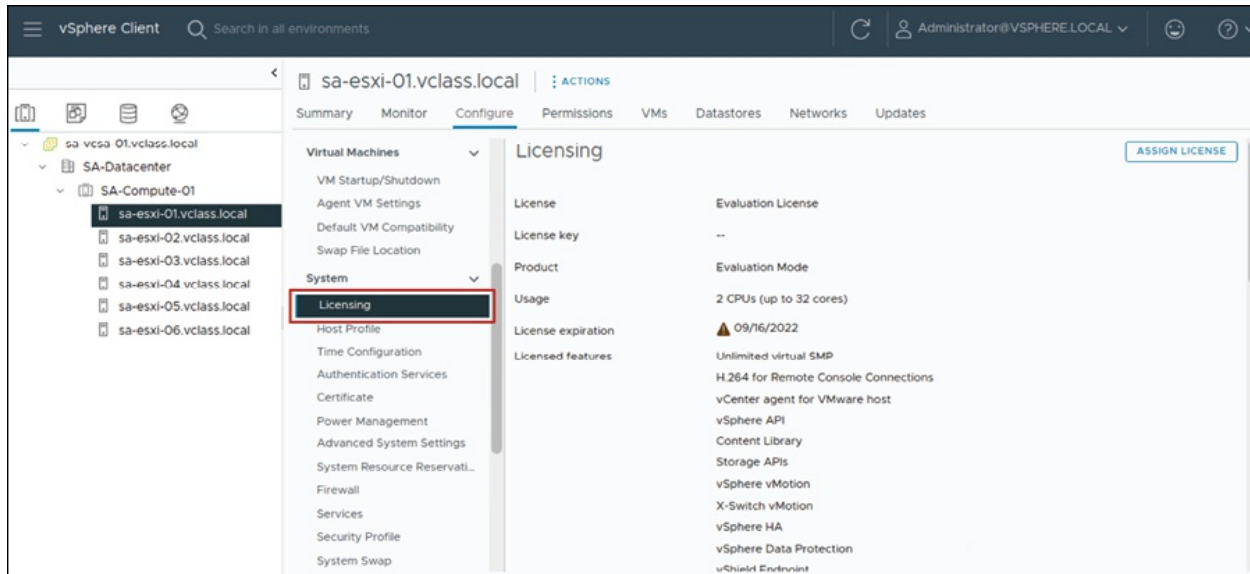 vSphere Client
Search in all environments
Administrator@VSPHERE.LOCAL
sa-vcsa-01.vclass.local
SA-Datacenter
SA-Compute-01
sa-esxi-01.vclass.local
sa-esxi-02.vclass.local
sa-esxi-03.vclass.local
sa-esxi-04.vclass.local
sa-esxi-05.vclass.local
sa-esxi-06.vclass.local
sa-esxi-01.vclass.local ACTIONS
Summary Monitor Configure Permissions VMs Datastores Networks Updates
Virtual Machines
VM Startup/Shutdown
Agent VM Settings
Default VM Compatibility
Swap File Location
System
Licensing
Host Profile
Time Configuration
Authentication Services
Certificate
Power Management
Advanced System Settings
System Resource Reservati...
Firewall
Services
Security Profile
System Swap
Licensing ASSIGN LICENSE
License Evaluation License
License key --
Product Evaluation Mode
Usage 2 CPUs (up to 32 cores)
License expiration 09/16/2022
Licensed features Unlimited virtual SMP
H.264 for Remote Console Connections
vCenter agent for VMware host
vSphere API
Content Library
Storage APIs
vSphere vMotion
X-Switch vMotion
vSphere HA
vSphere Data Protection
vShield Endpoint